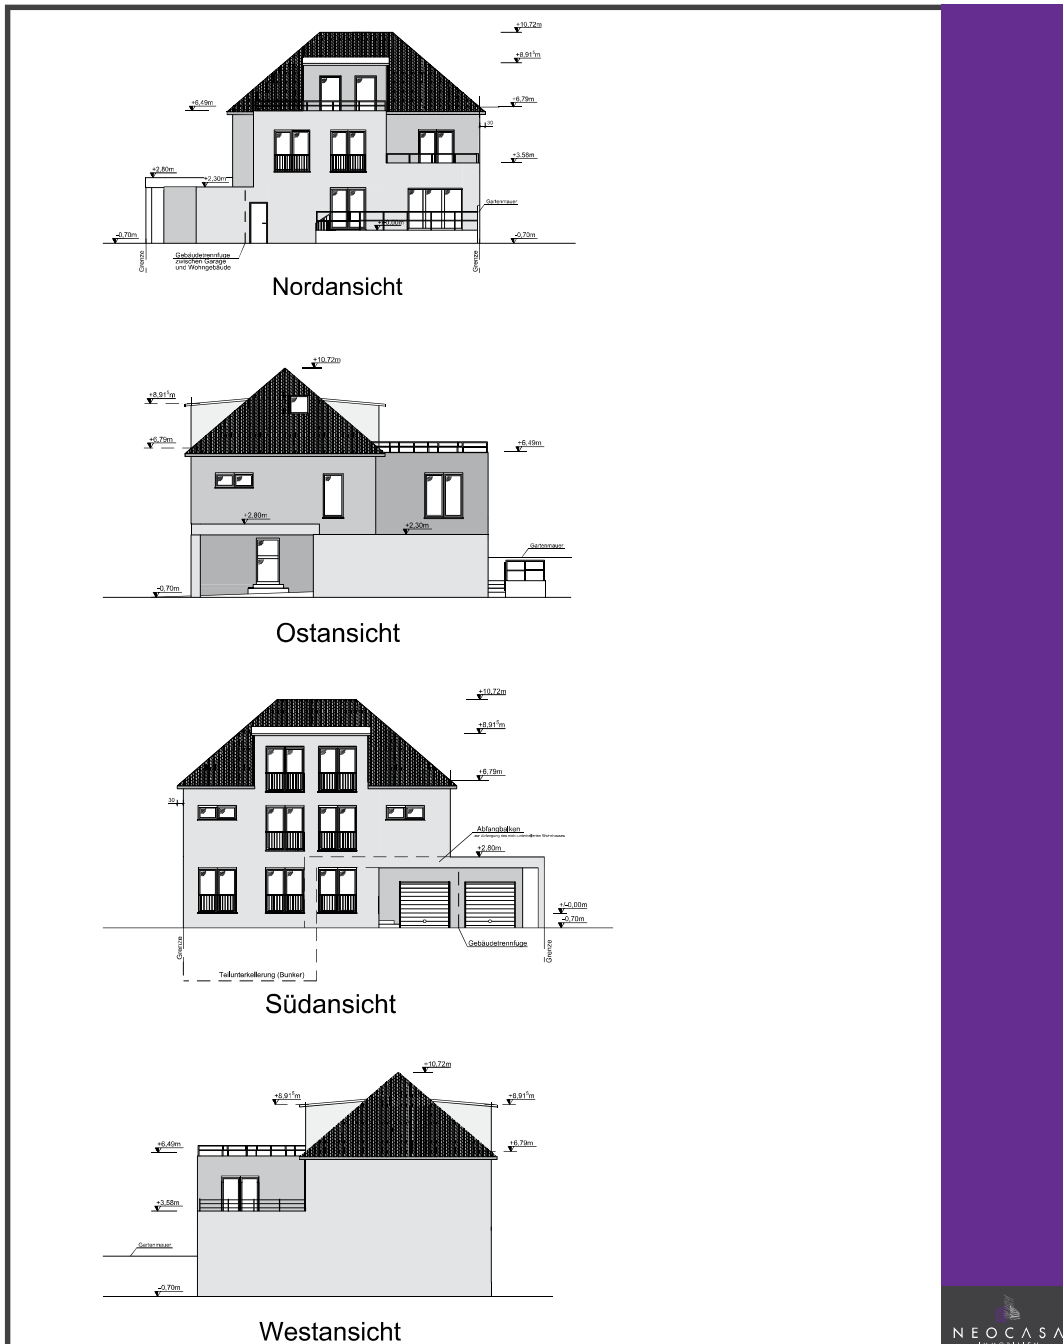 +10,72m
+8,91⁵m
+6,49m
+6,79m
30
+3,58m
+2,80m
+2,30m
Gartenmauer
+/-0,00m
-0,70m
-0,70m
Grenze
Gebäudetrennfuge
zwischen Garage
und Wohngebäude
Grenze
Nordansicht
+10,72m
+8,91⁵m
+6,79m
+6,49m
+2,80m
+2,30m
Gartenmauer
-0,70m
Ostansicht
+10,72m
+8,91⁵m
+6,79m
30
Abfangbalken
+2,80m
+/-0,00m
-0,70m
Grenze
Gebäudetrennfuge
Grenze
Teilunterkellerung (Bunker)
Südansicht
+10,72m
+8,91⁵m
+8,91⁵m
+6,49m
+6,79m
+3,58m
Gartenmauer
-0,70m
Westansicht
NEOCASA